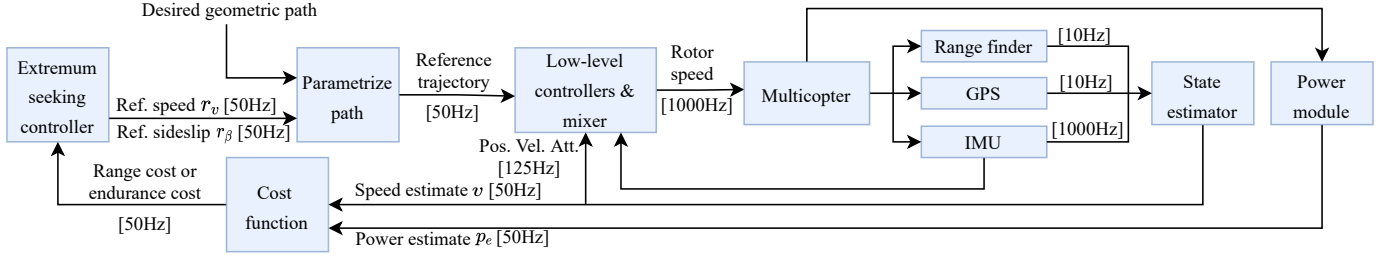 Desired geometric path
Extremum
seeking
controller
Ref. speed r_v [50Hz]
Ref. sideslip r_β [50Hz]
Parametrize
path
Reference
trajectory
[50Hz]
Low-level
controllers &
mixer
Rotor
speed
[1000Hz]
Multicopter
Range finder
GPS
IMU
[10Hz]
[10Hz]
[1000Hz]
State
estimator
Power
module
Pos. Vel. Att.
[125Hz]
Range cost or
endurance cost
[50Hz]
Cost
function
Speed estimate v [50Hz]
Power estimate p_e [50Hz]